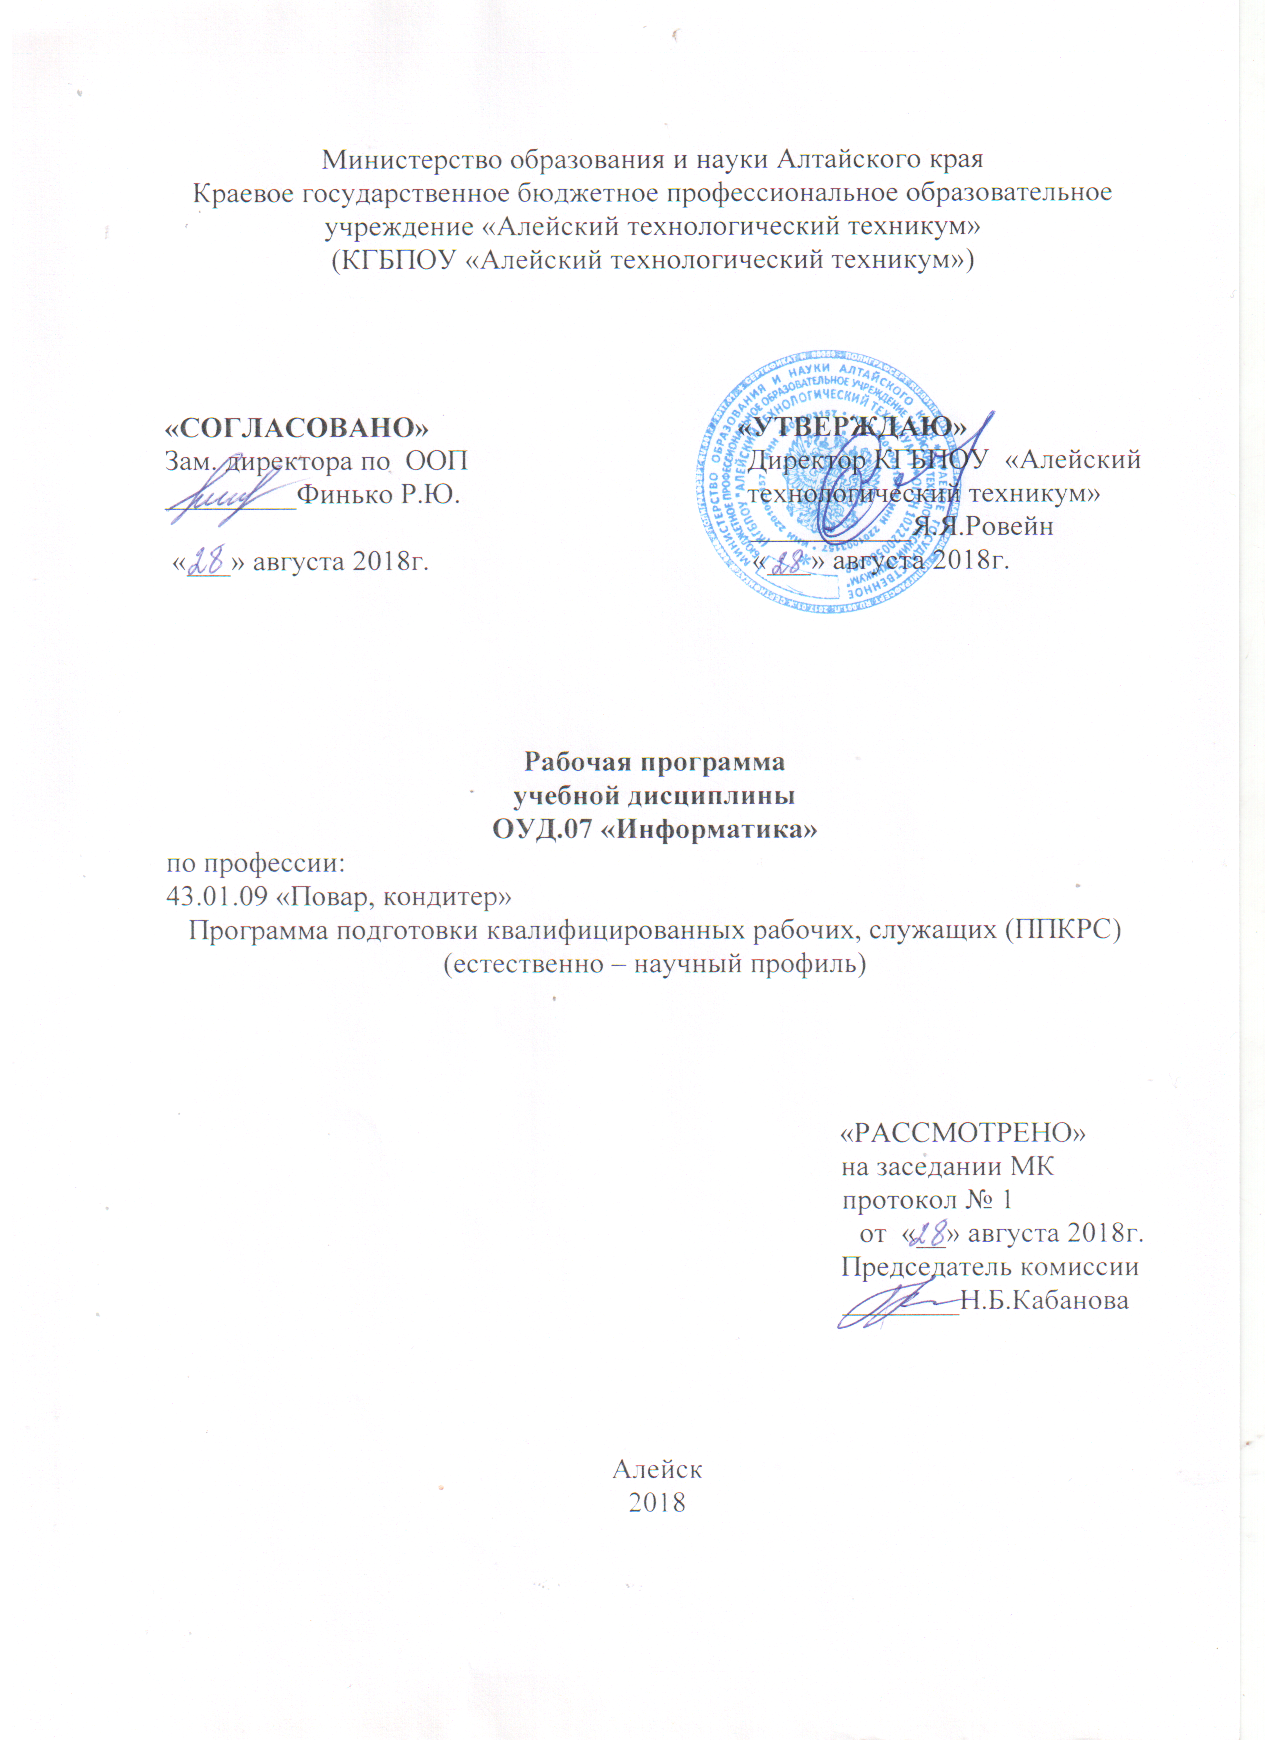 Министерство образования и науки Алтайского края
Краевое государственное бюджетное профессиональное образовательное
учреждение «Алейский технологический техникум»
(КГБПОУ «Алейский технологический техникум»)
«СОГЛАСОВАНО»
Зам. директора по ООП
Финько Р.Ю.
«28» августа 2018г.
«УТВЕРЖДАЮ»
Директор КГБПОУ «Алейский
технологический техникум»
Я.Я.Ровейн
«28» августа 2018г.
МИНИСТЕРСТВО ОБРАЗОВАНИЯ И НАУКИ АЛТАЙСКОГО
Рабочая программа
учебной дисциплины
ОУД.07 «Информатика»
по профессии:
43.01.09 «Повар, кондитер»
Программа подготовки квалифицированных рабочих, служащих (ППКРС)
(естественно – научный профиль)
«РАССМОТРЕНО»
на заседании МК
протокол № 1
от «28» августа 2018г.
Председатель комиссии
Н.Б.Кабанова
Алейск
2018